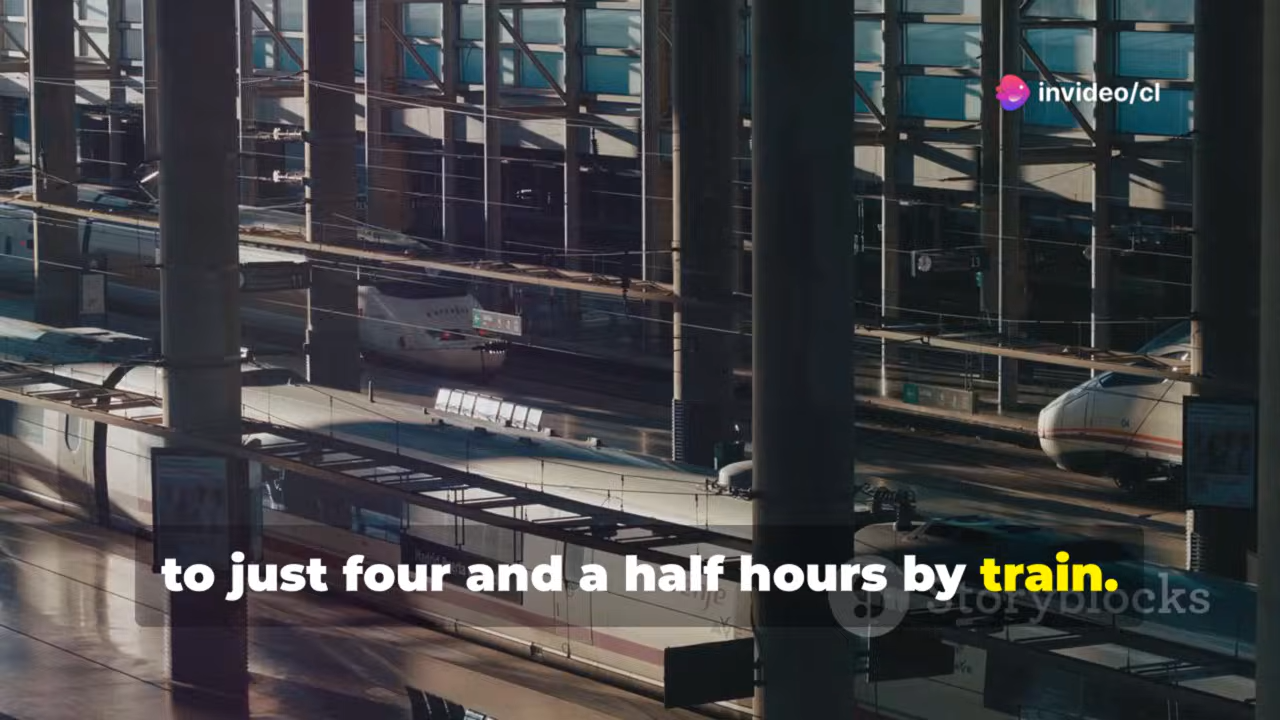 invideo/cl
to just four and a half hours by train.
Storyblocks